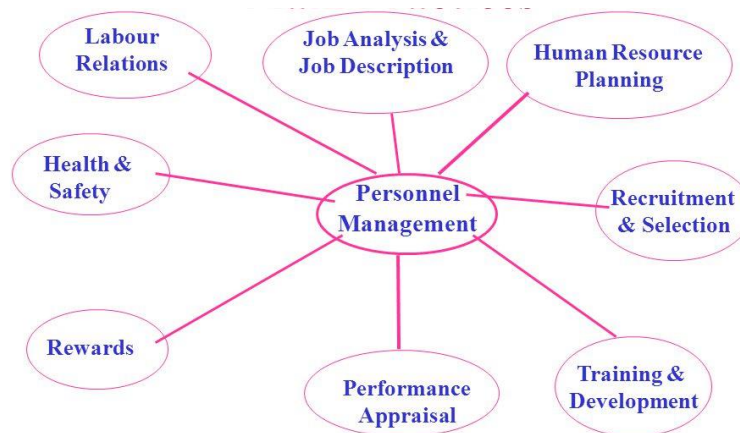 Labour
Relations
Job Analysis &
Job Description
Human Resource
Planning
Health &
Safety
Personnel
Management
Recruitment
& Selection
Rewards
Performance
Appraisal
Training &
Development